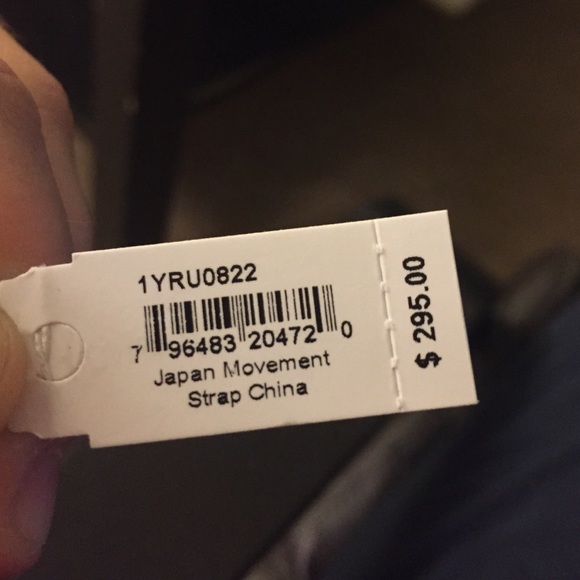 1YRU0822
7 96483 20472 0
Japan Movement
Strap China
$ 295.00